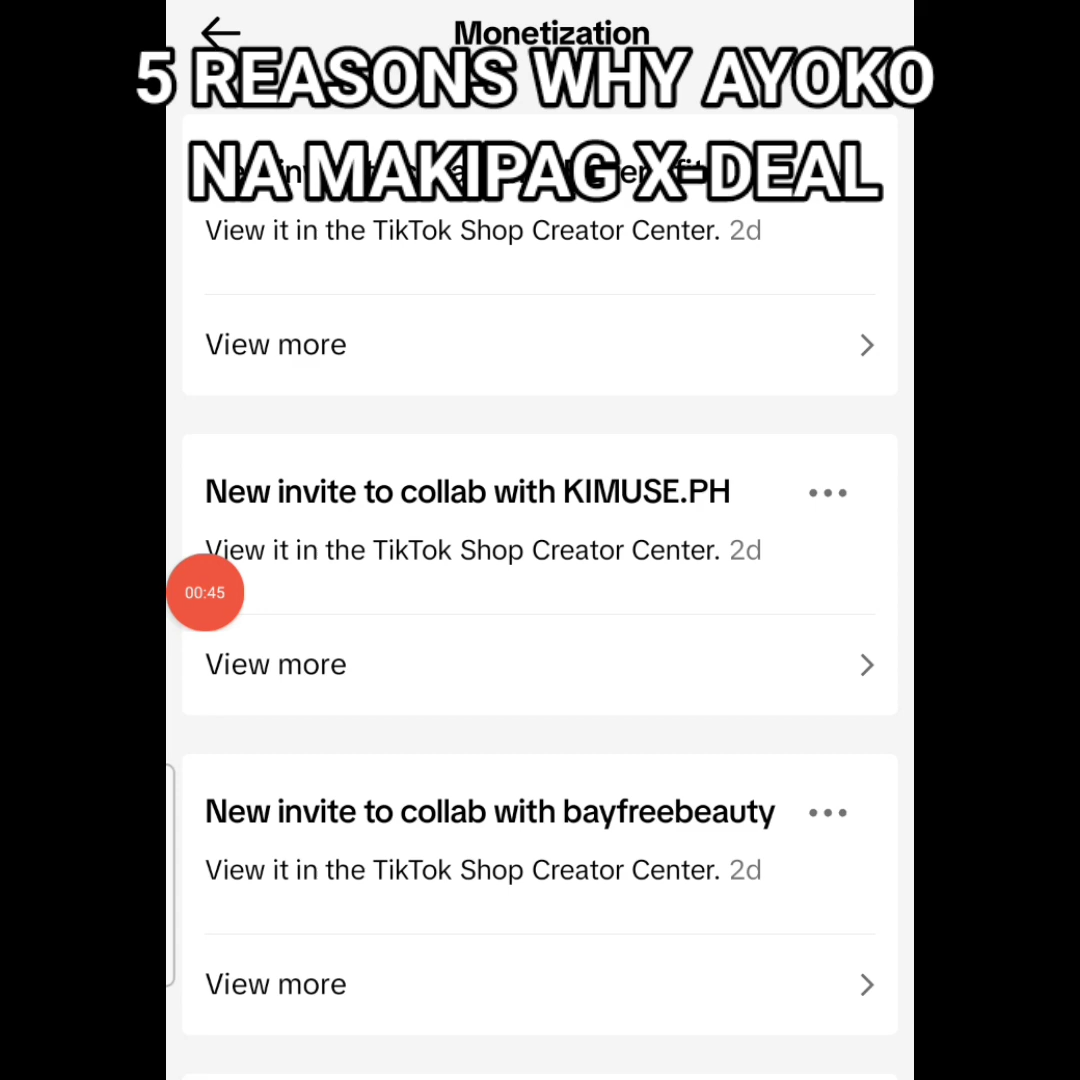 Monetization
5 REASONS WHY AYOKO
NA MAKIPAG X-DEAL
View it in the TikTok Shop Creator Center. 2d
View more
New invite to collab with KIMUSE.PH
View it in the TikTok Shop Creator Center. 2d
00:45
View more
New invite to collab with bayfreebeauty
View it in the TikTok Shop Creator Center. 2d
View more